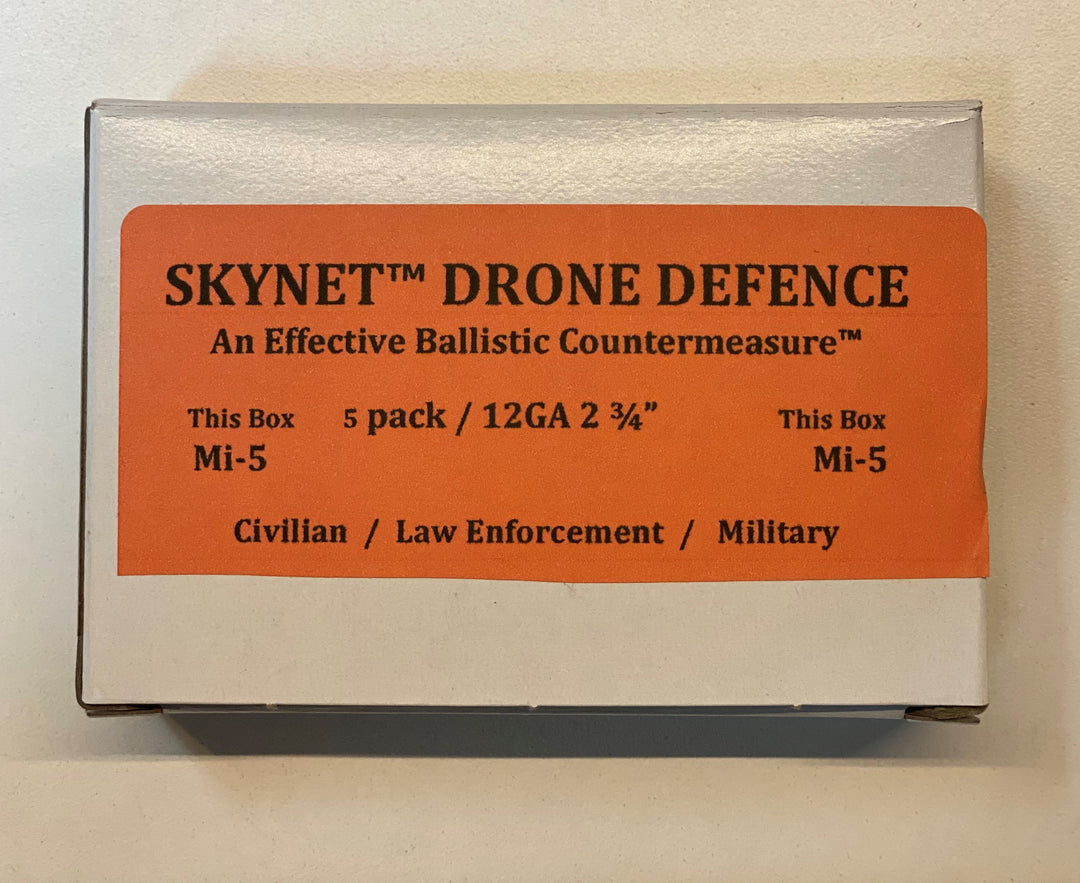 SKYNET™ DRONE DEFENCE
An Effective Ballistic Countermeasure™
This Box 5 pack / 12GA 2 ¾” This Box
Mi-5 Mi-5
Civilian / Law Enforcement / Military